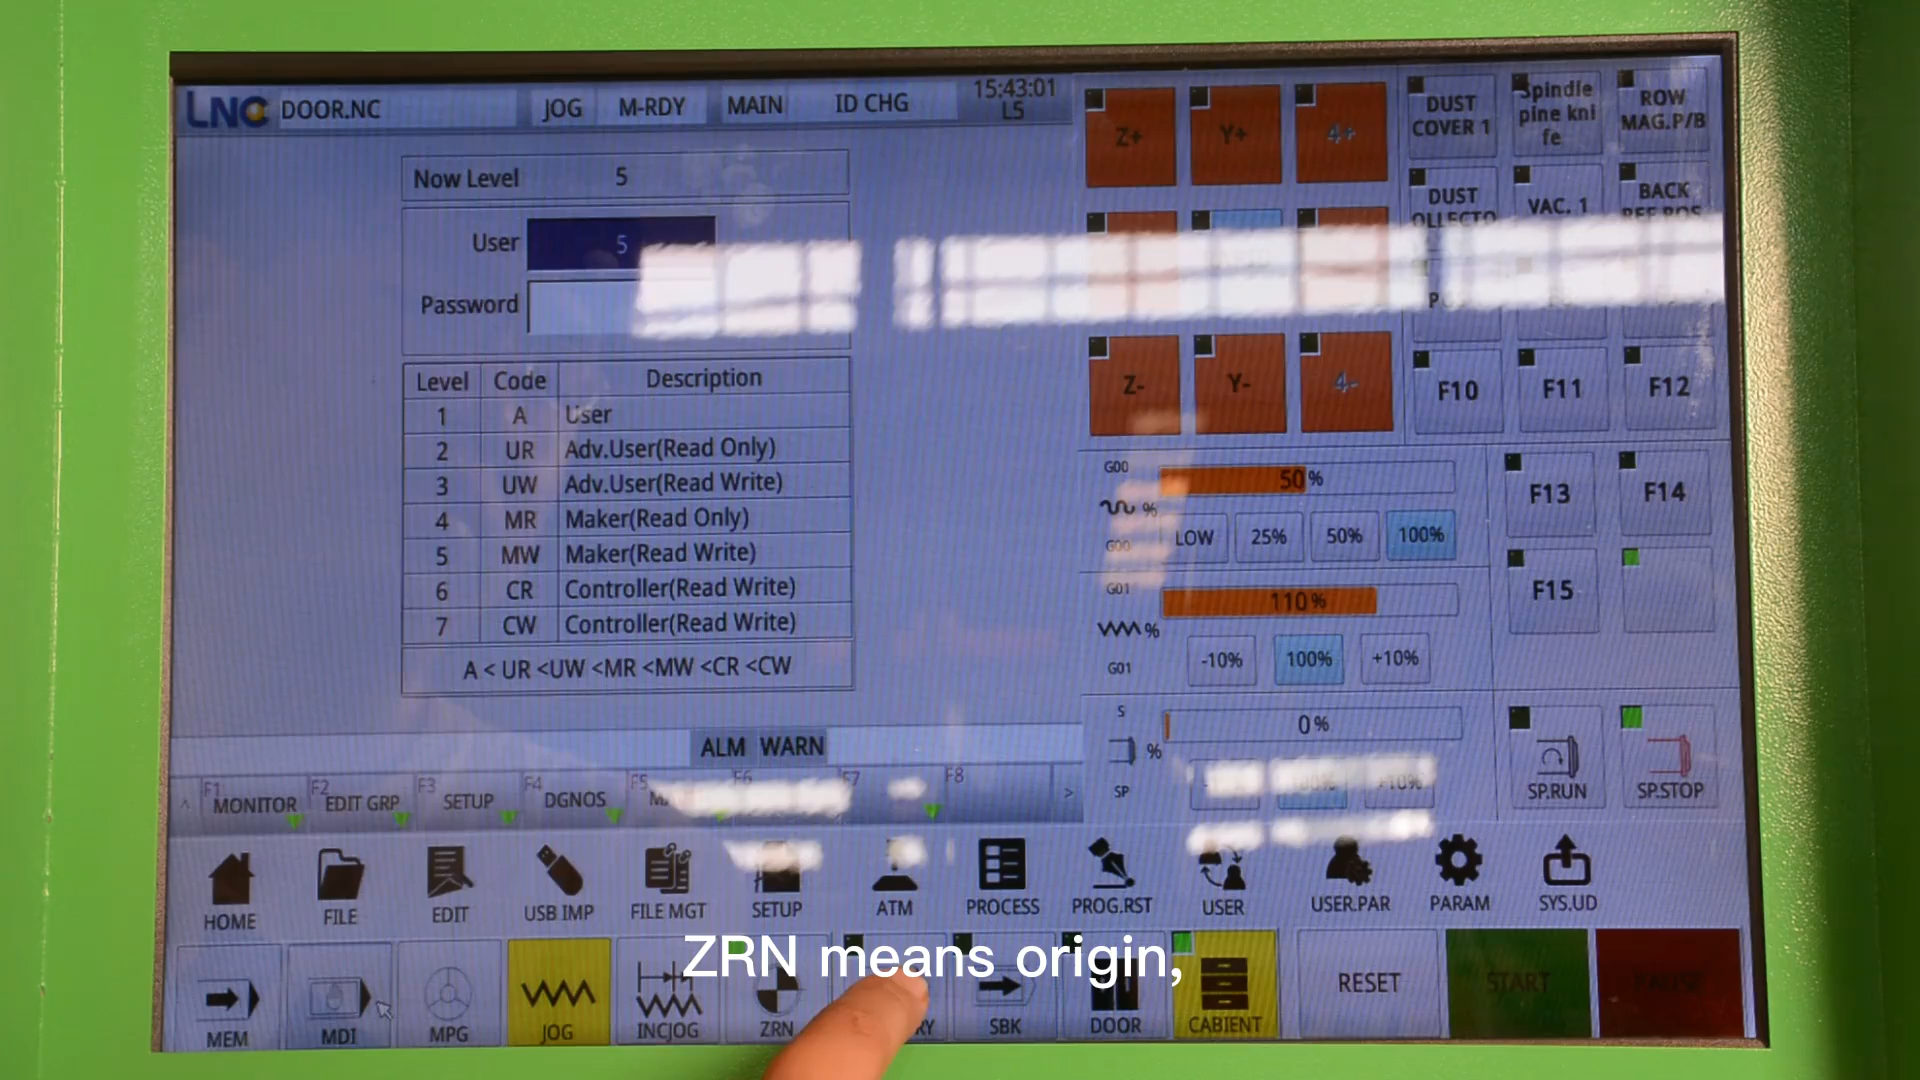 LNC DOOR.NC JOG M-RDY MAIN ID CHG 15:43:01 L5
Now Level 5
User 5
Password
Level Code Description
1 A User
2 UR Adv.User(Read Only)
3 UW Adv.User(Read Write)
4 MR Maker(Read Only)
5 MW Maker(Read Write)
6 CR Controller(Read Write)
7 CW Controller(Read Write)
A < UR <UW <MR <MW <CR <CW
ALM WARN
F1 MONITOR F2 EDIT GRP F3 SETUP F4 DGNOS F5 F6 F7 F8 >
HOME FILE EDIT USB IMP FILE MGT SETUP ATM PROCESS PROG.RST USER USER.PAR PARAM SYS.UD
Z+ Y+ 4+
Z- Y- 4-
DUST
COVER 1
Spindle
pine kni
fe
ROW
MAG.P/B
DUST
OLLECTO
VAC. 1
BACK
REF.POS
F10 F11 F12
G00 50%
%
G00 LOW 25% 50% 100%
G01 110%
%
G01 -10% 100% +10%
S 0%
%
SP +10%
F13 F14
F15
SP.RUN SP.STOP
ZRN means origin,
MEM MDI MPG JOG INCJOG ZRN RY SBK DOOR CABIENT RESET START PAUSE